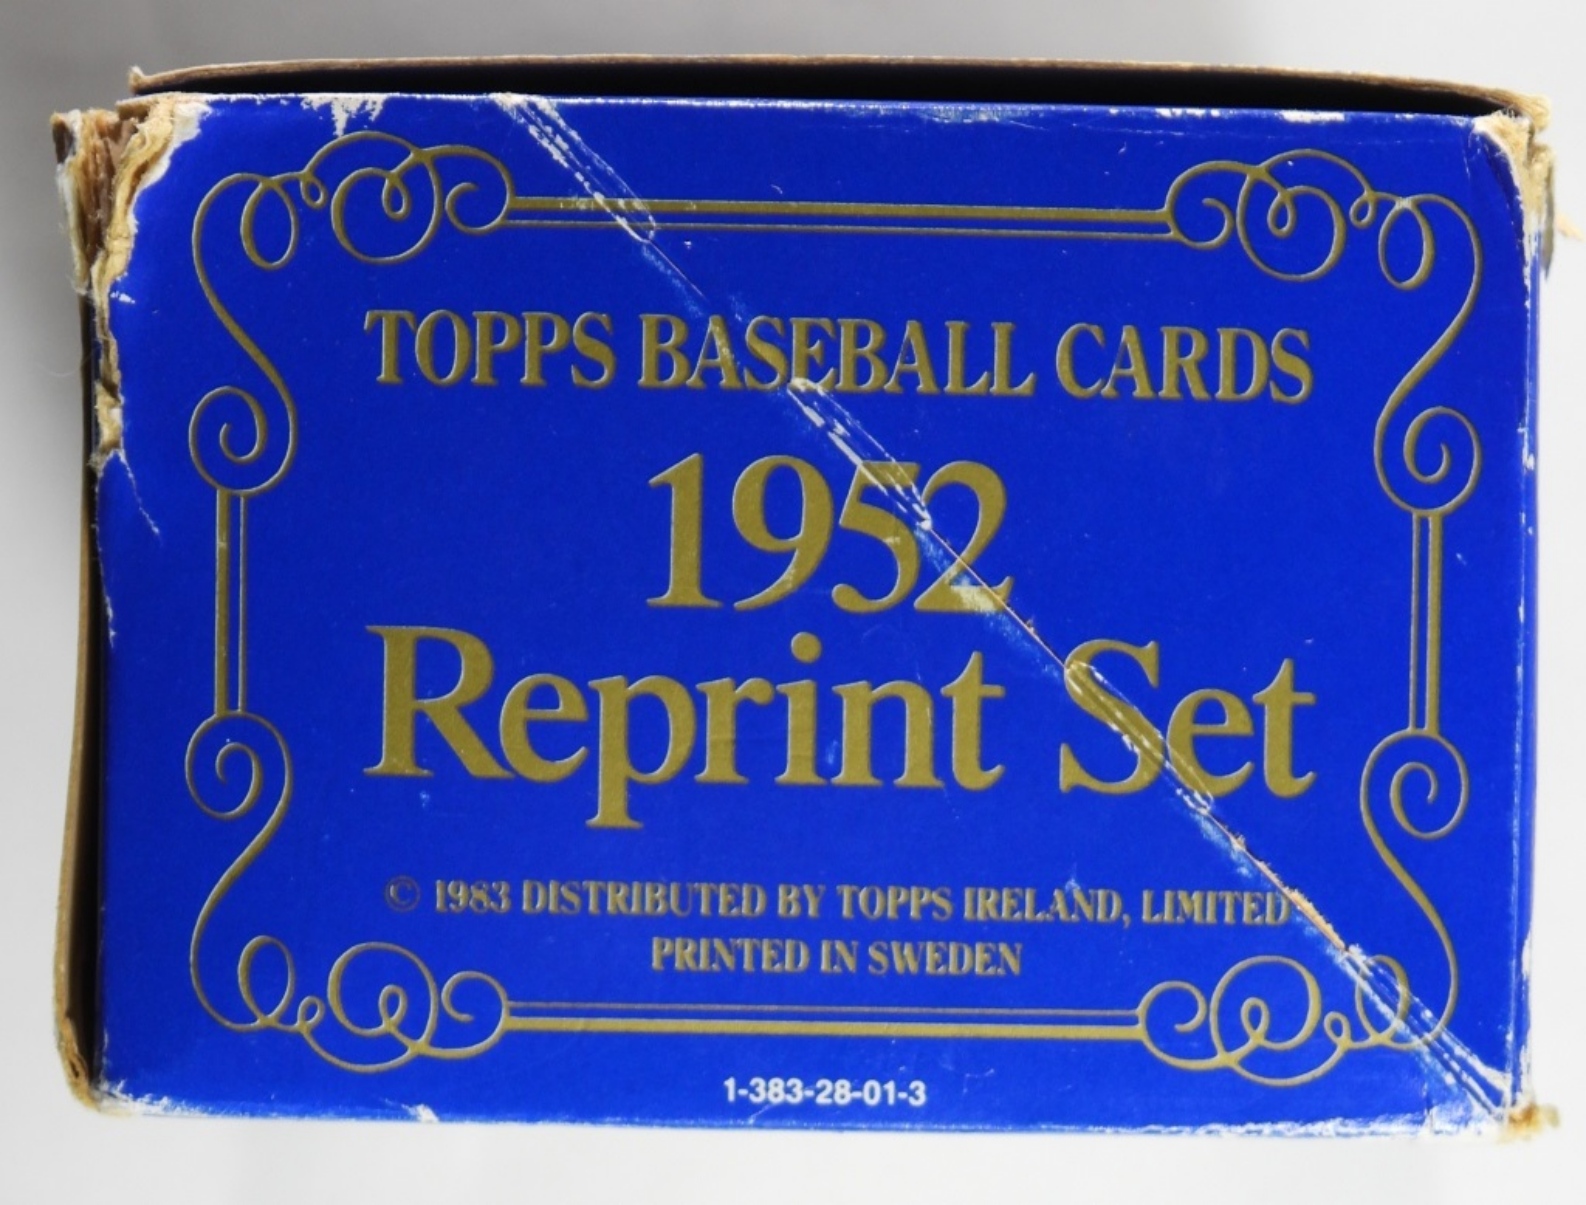 TOPPS BASEBALL CARDS
1952
Reprint Set
© 1983 DISTRIBUTED BY TOPPS IRELAND, LIMITED
PRINTED IN SWEDEN
1-383-28-01-3